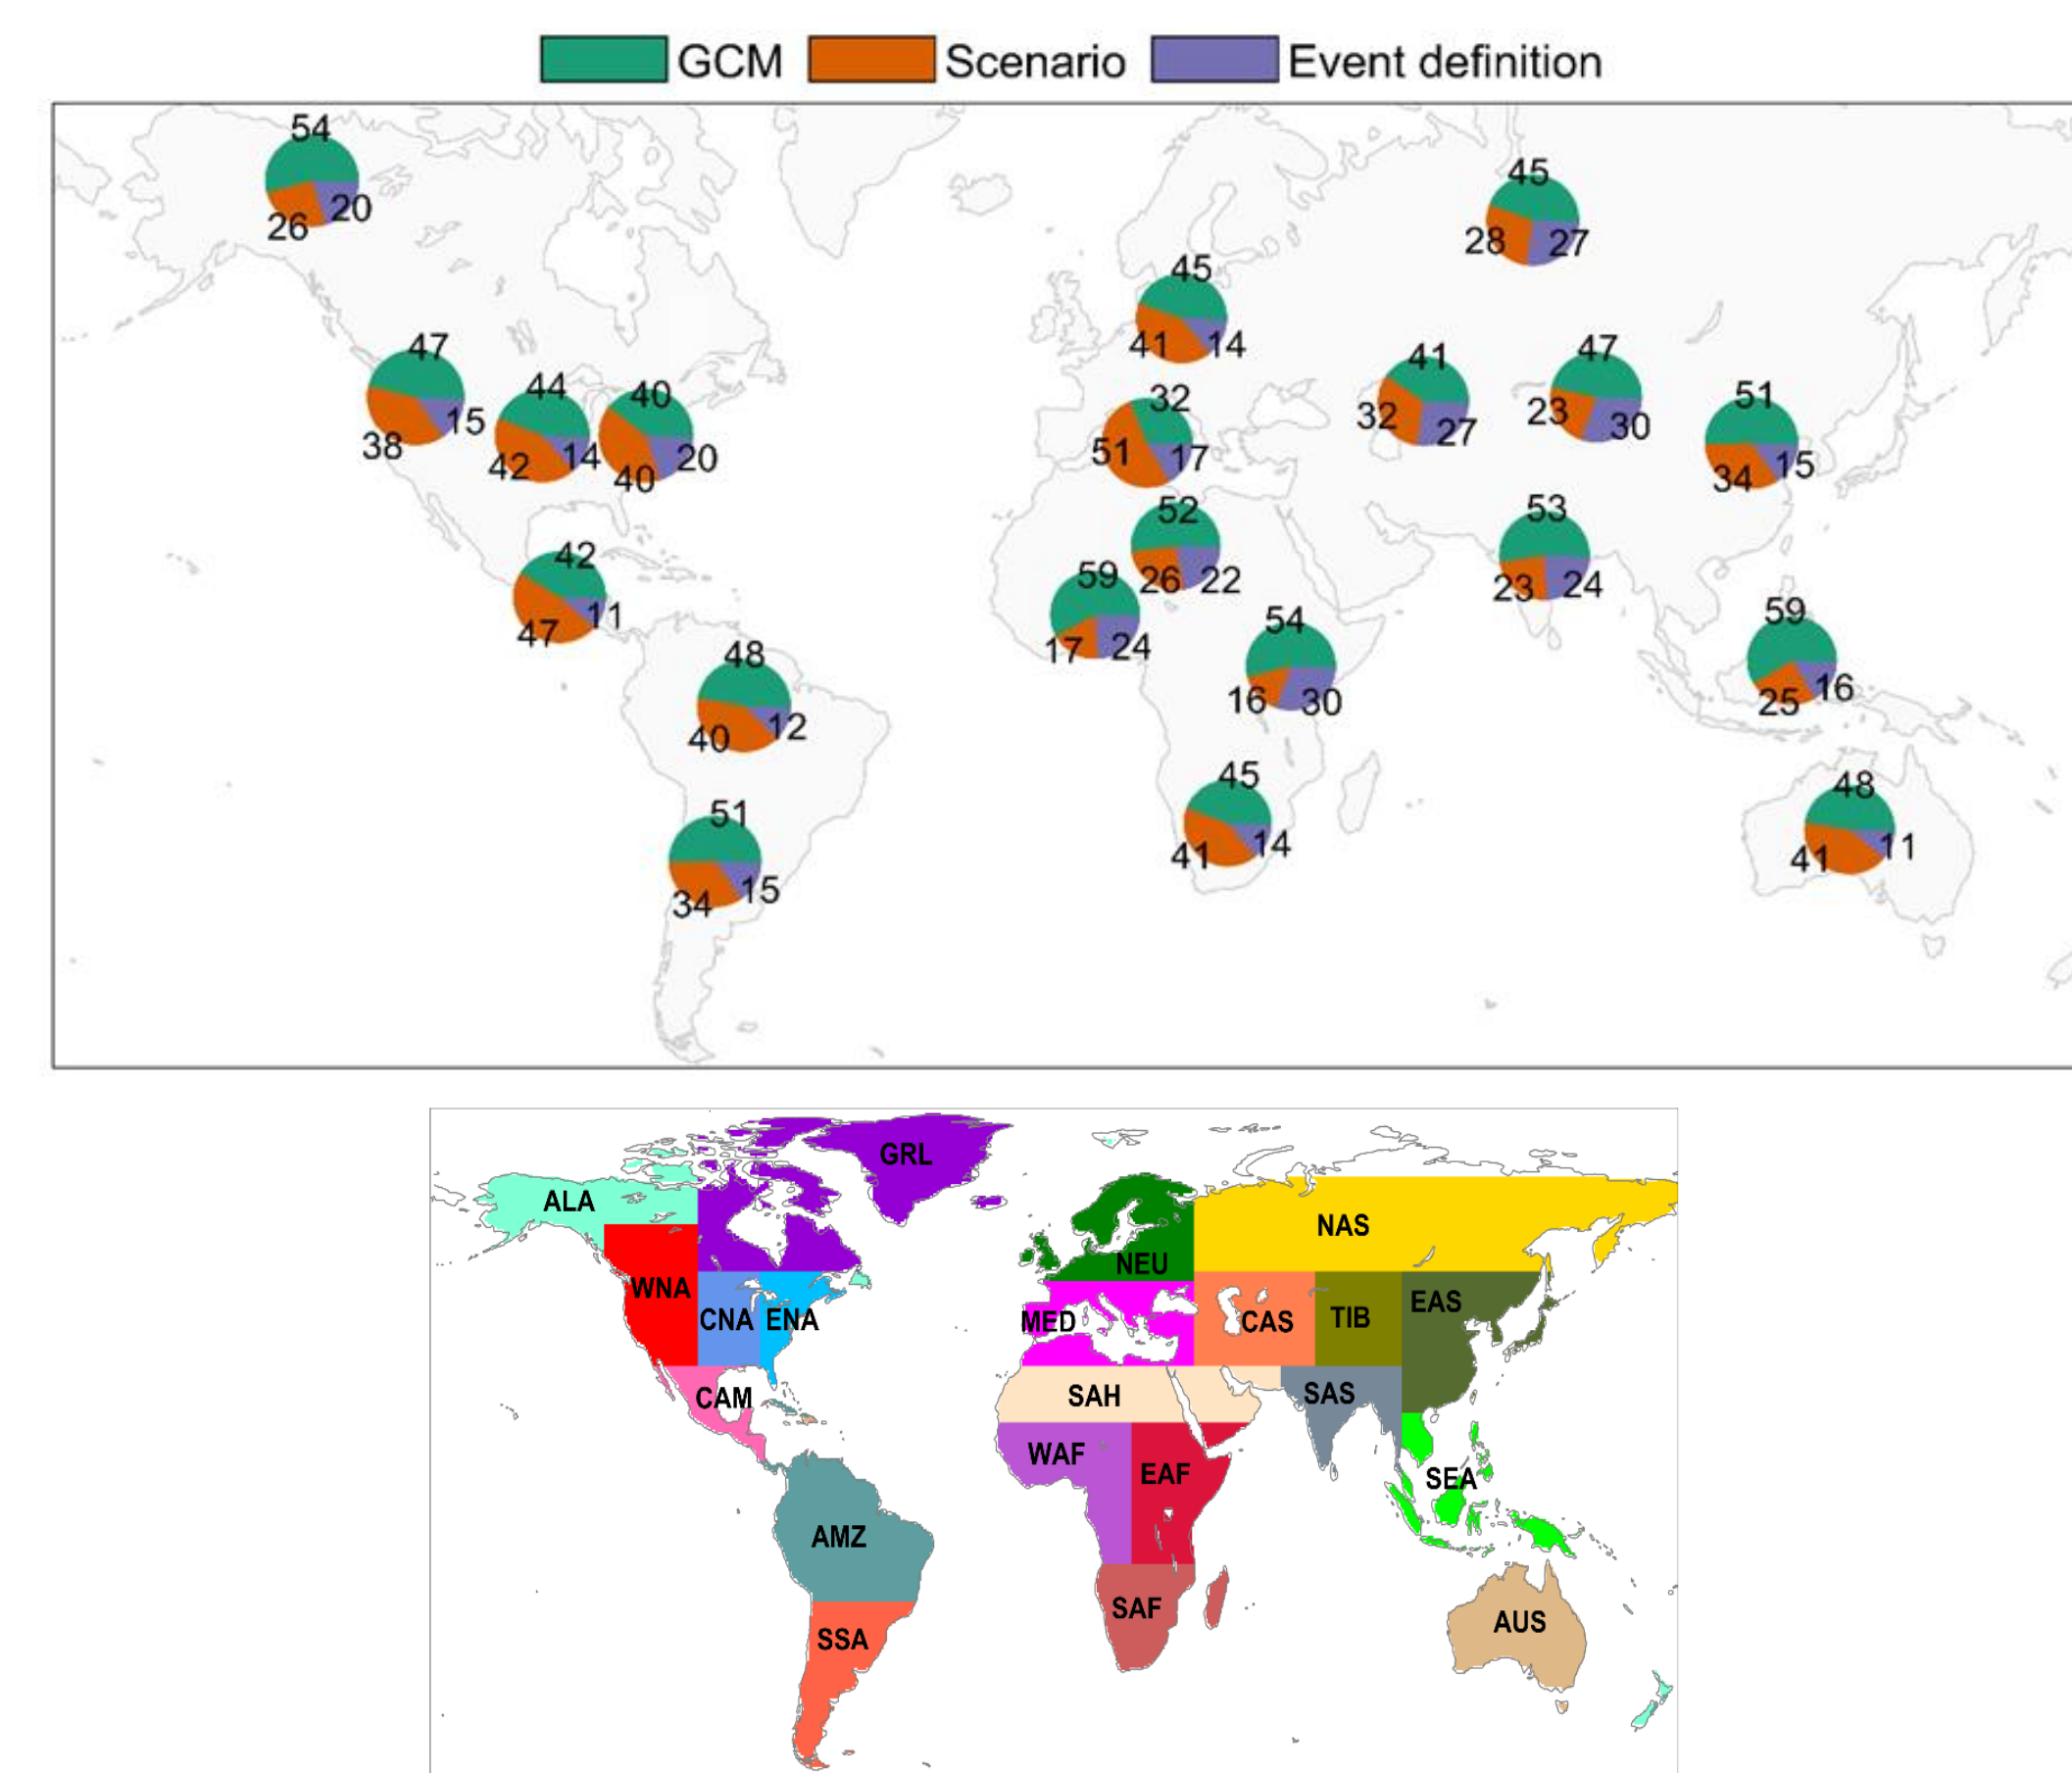 GCM Scenario Event definition
54
26 20
45
28 27
45
41 14
47
38 15
44
42 14
40
40 20
32
51 17
41
32 27
47
23 30
51
34 15
42
47 11
52
26 22
59
17 24
53
23 24
54
16 30
59
25 16
48
40 12
45
41 14
48
41 11
51
34 15
GRL
ALA
NAS
WNA
NEU
CNA ENA
MED
CAS TIB EAS
CAM
SAH
SAS
WAF
EAF
SEA
AMZ
SAF
AUS
SSA